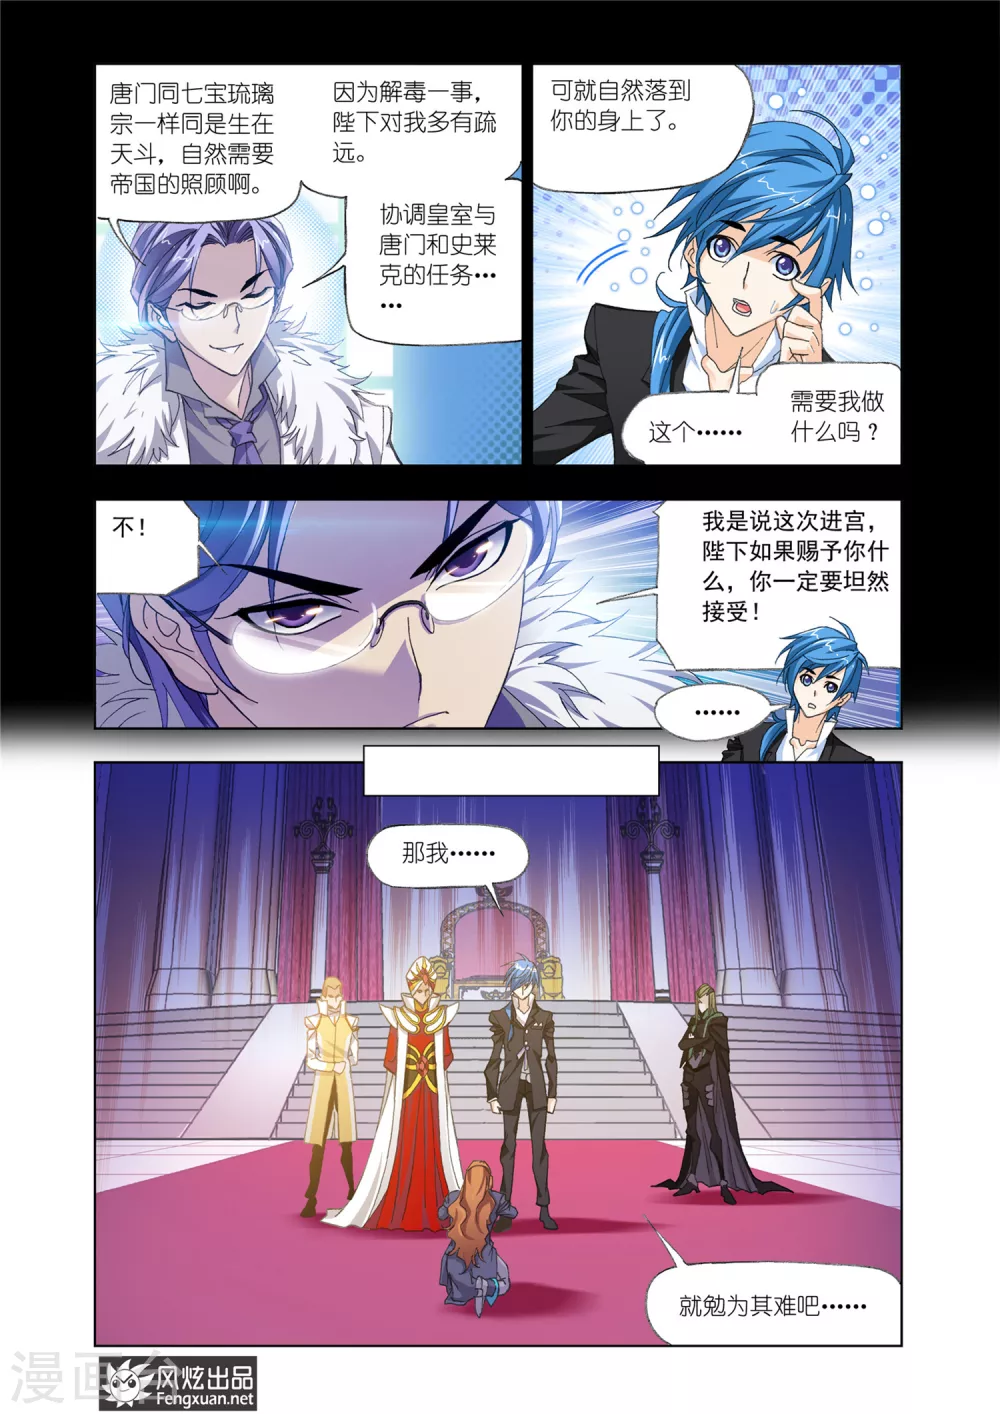 唐门同七宝琉璃
宗一样同是生在
天斗，自然需要
帝国的照顾啊。
因为解毒一事，
陛下对我多有疏
远。
协调皇室与
唐门和史莱
克的任务……
……
可就自然落到
你的身上了。
这个……
需要我做
什么吗？
不！
我是说这次进宫，
陛下如果赐予你什
么，你一定要坦然
接受！
……
那我……
就勉为其难吧……
漫画台
风炫出品
Fengxuan.net